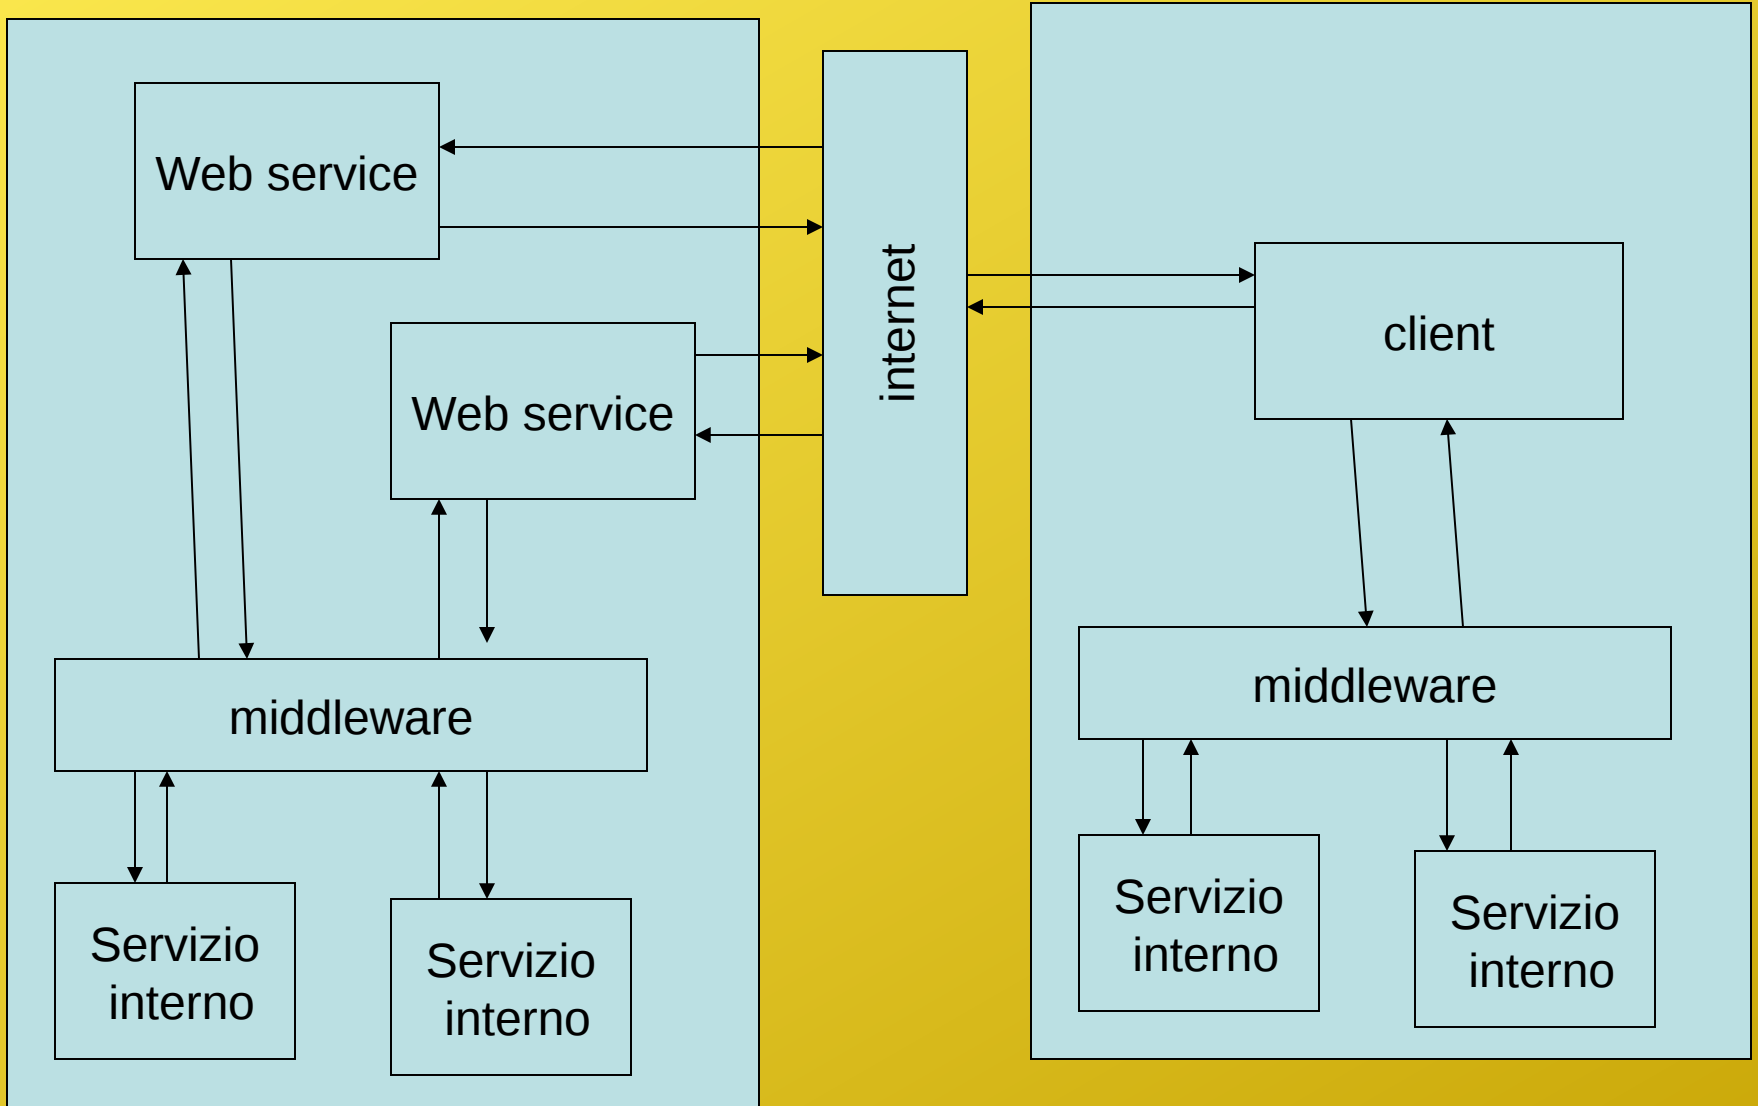 Web service
internet
client
Web service
middleware
middleware
Servizio
interno
Servizio
interno
Servizio
interno
Servizio
interno